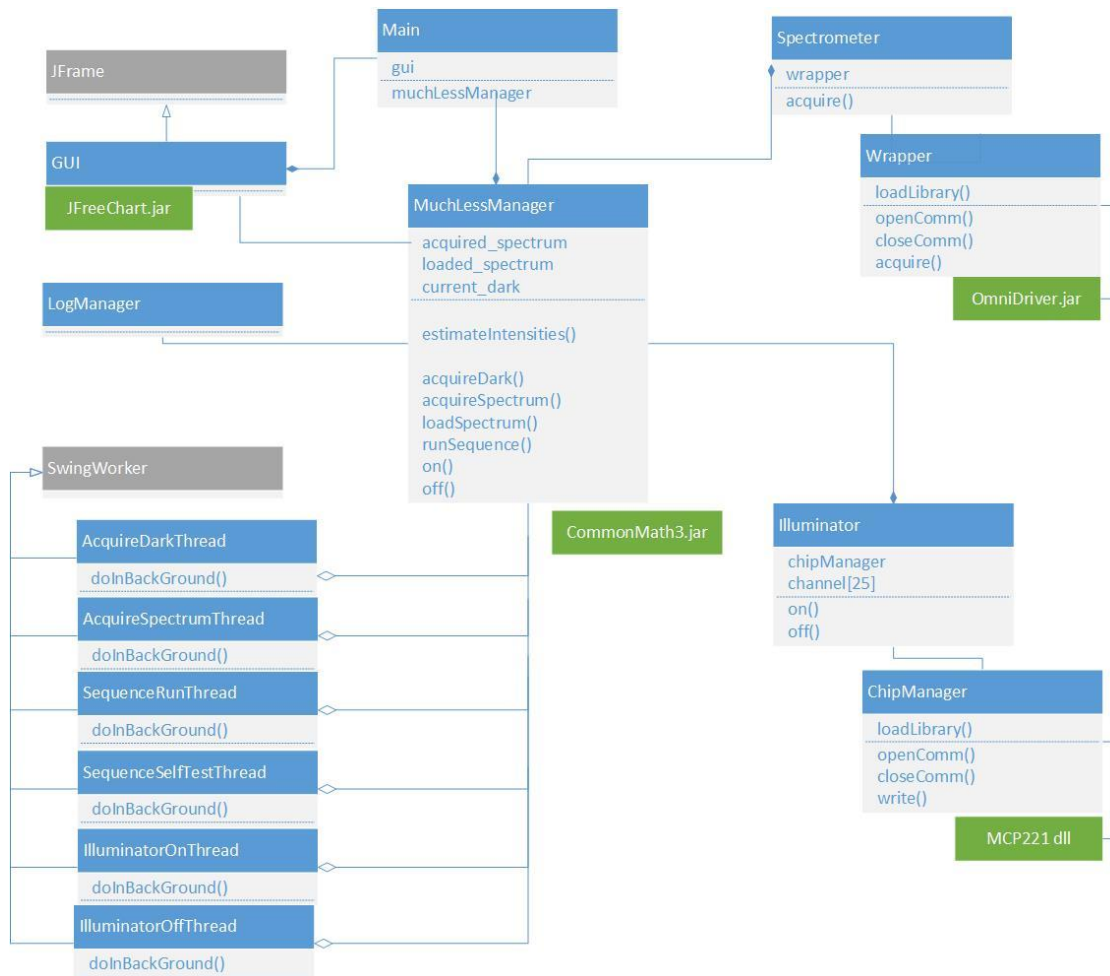 Main
gui
muchLessManager
Spectrometer
wrapper
acquire()
JFrame
GUI
JFreeChart.jar
Wrapper
loadLibrary()
openComm()
closeComm()
acquire()
OmniDriver.jar
MuchLessManager
acquired_spectrum
loaded_spectrum
current_dark
estimateIntensities()
acquireDark()
acquireSpectrum()
loadSpectrum()
runSequence()
on()
off()
CommonMath3.jar
LogManager
SwingWorker
AcquireDarkThread
doInBackGround()
AcquireSpectrumThread
doInBackGround()
SequenceRunThread
doInBackGround()
SequenceSelfTestThread
doInBackGround()
IlluminatorOnThread
doInBackGround()
IlluminatorOffThread
doInBackGround()
Illuminator
chipManager
channel[25]
on()
off()
ChipManager
loadLibrary()
openComm()
closeComm()
write()
MCP221 dll